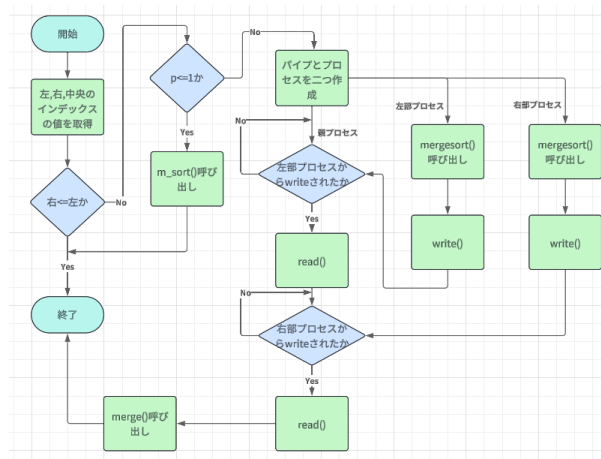 開始
No
No
p<=1か
パイプとプロ
セスを二つ作
成
左,右,中央の
インデックス
の値を取得
左部プロセス
右部プロセス
No
親プロセス
Yes
mergesort
呼び出し
mergesort
呼び出し
m_sort()呼び
出し
左部プロセスか
らwriteされたか
右<=左か
Yes
write()
write()
Yes
read()
No
終了
右部プロセスか
らwriteされたか
Yes
merge()呼び
出し
read()